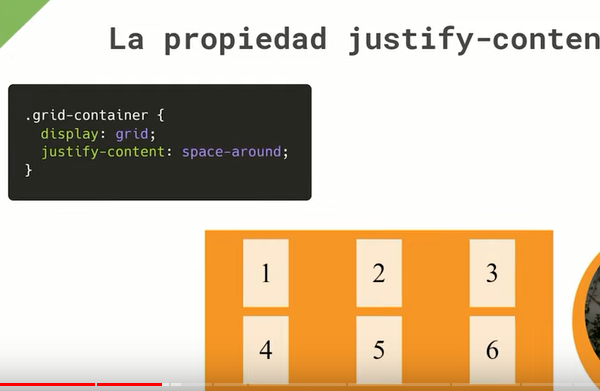 La propiedad justify-conten
.grid-container {
display: grid;
justify-content: space-around;
}
1 2 3
4 5 6